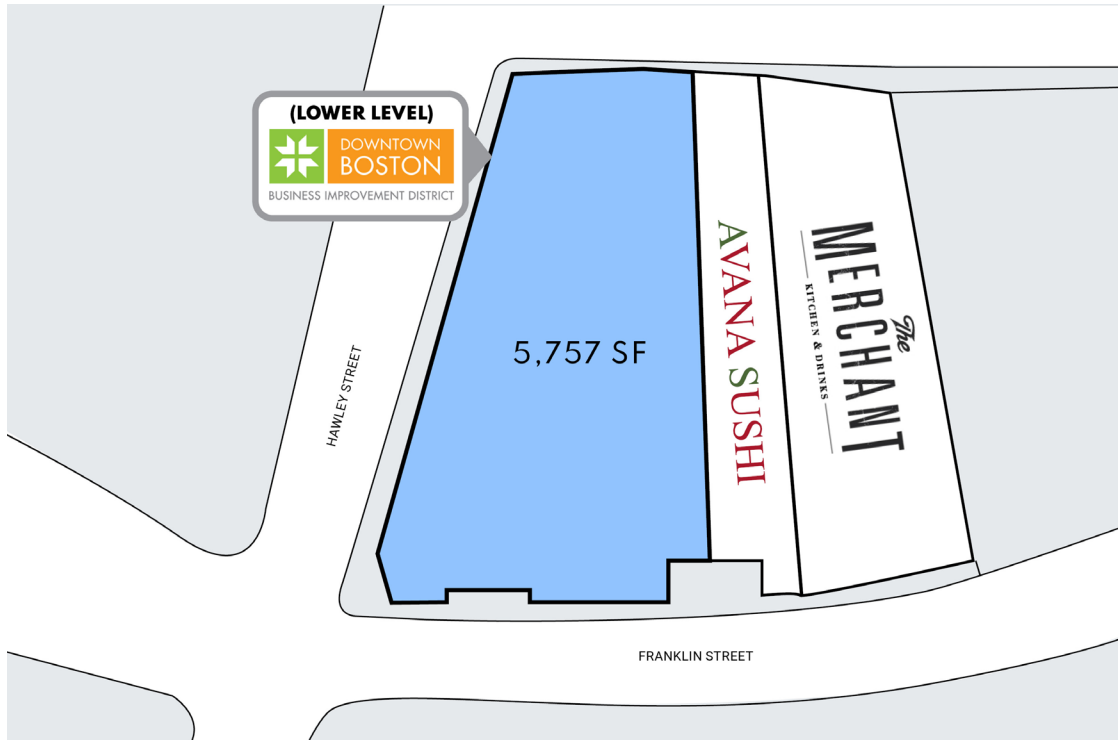 (LOWER LEVEL)
DOWNTOWN
BOSTON
BUSINESS IMPROVEMENT DISTRICT
5,757 SF
AVANA SUSHI
The
MERCHANT
KITCHEN & DRINKS
HAWLEY STREET
FRANKLIN STREET